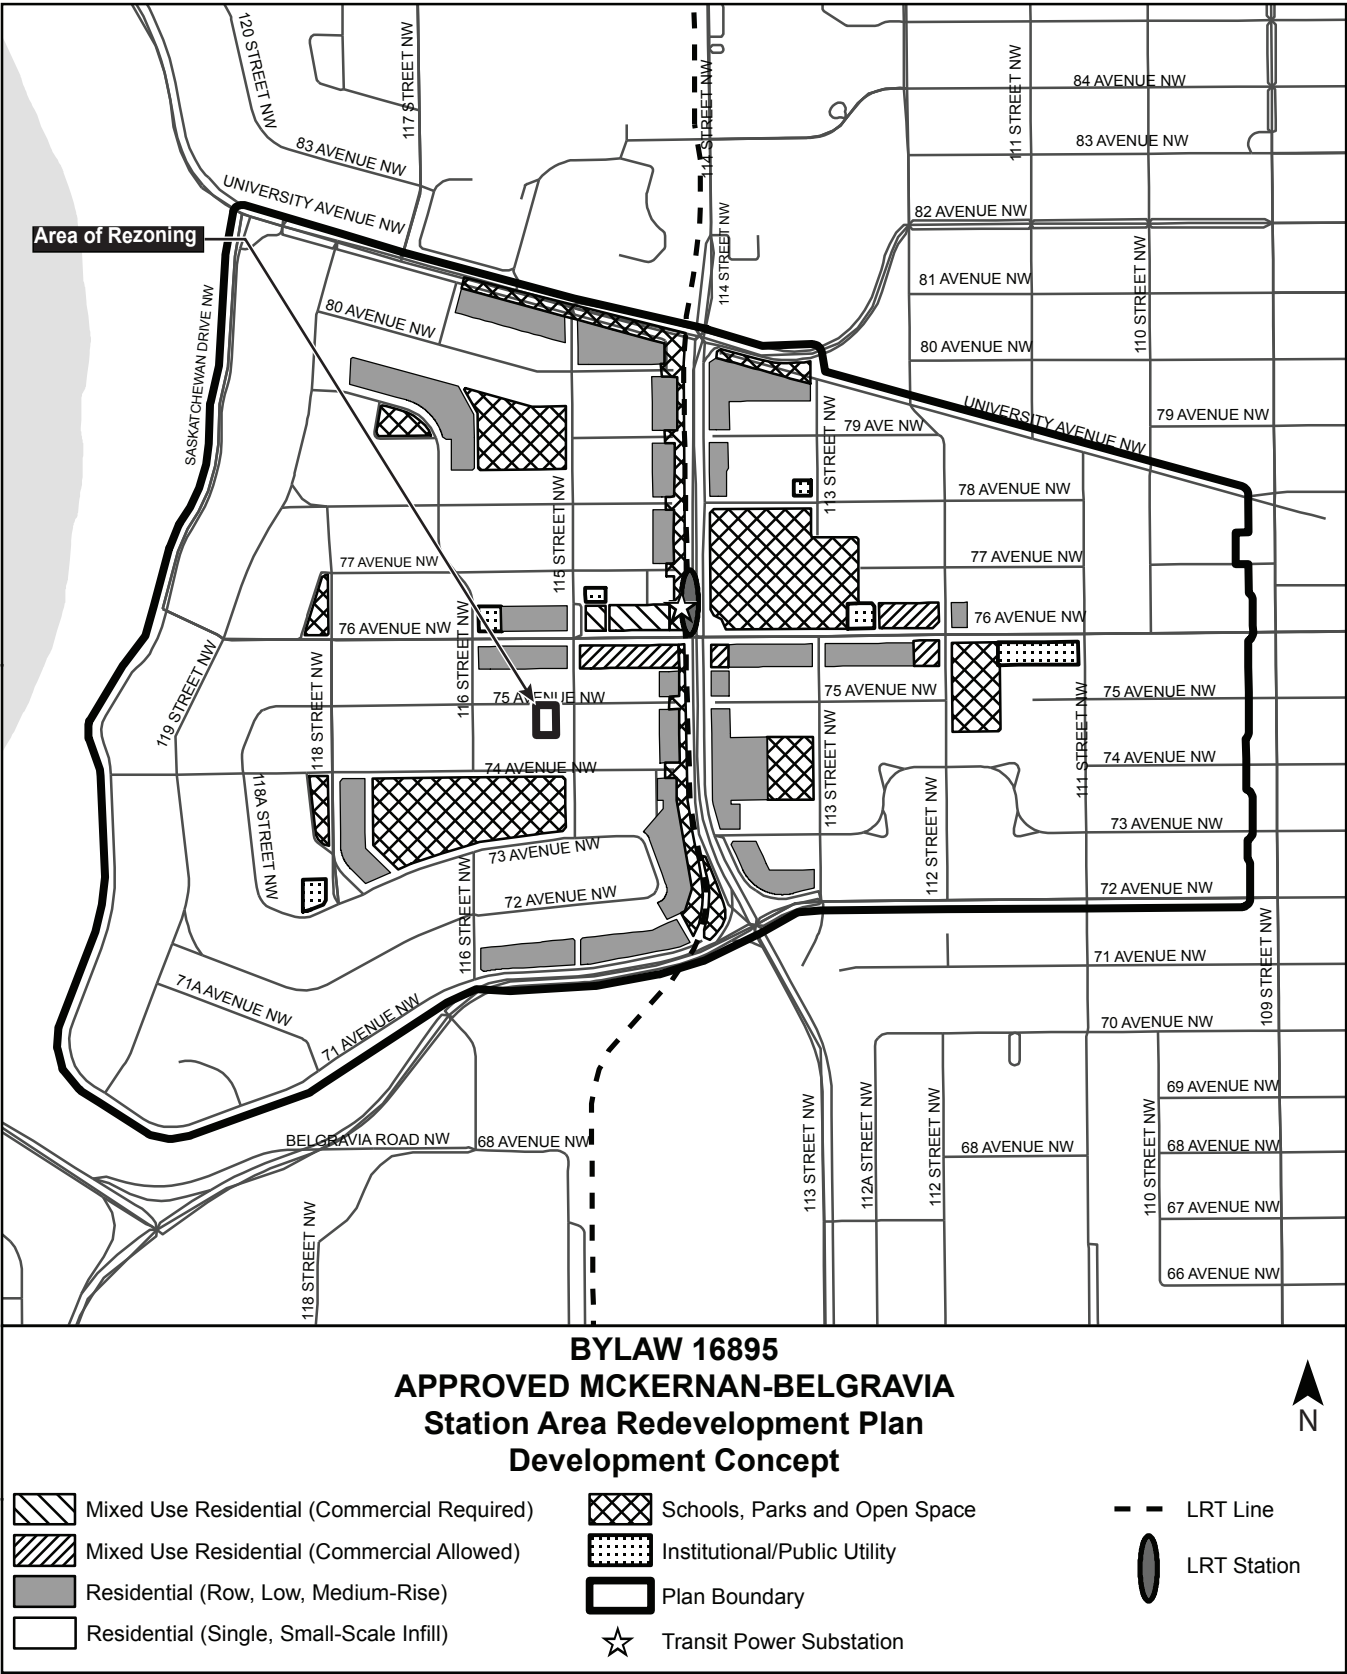 120 STREET NW
117 STREET NW
114 STREET NW
111 STREET NW
84 AVENUE NW
83 AVENUE NW
83 AVENUE NW
UNIVERSITY AVENUE NW
82 AVENUE NW
Area of Rezoning
114 STREET NW
110 STREET NW
81 AVENUE NW
SASKATCHEWAN DRIVE NW
80 AVENUE NW
80 AVENUE NW
UNIVERSITY AVENUE NW
79 AVE NW
79 AVENUE NW
113 STREET NW
115 STREET NW
78 AVENUE NW
77 AVENUE NW
77 AVENUE NW
76 AVENUE NW
76 AVENUE NW
116 STREET NW
119 STREET NW
118 STREET NW
75 AVENUE NW
75 AVENUE NW
75 AVENUE NW
111 STREET NW
113 STREET NW
74 AVENUE NW
74 AVENUE NW
118A STREET NW
112 STREET NW
73 AVENUE NW
73 AVENUE NW
72 AVENUE NW
72 AVENUE NW
116 STREET NW
109 STREET NW
71 AVENUE NW
71A AVENUE NW
71 AVENUE NW
70 AVENUE NW
69 AVENUE NW
113 STREET NW
112A STREET NW
112 STREET NW
110 STREET NW
BELGRAVIA ROAD NW
68 AVENUE NW
68 AVENUE NW
68 AVENUE NW
67 AVENUE NW
118 STREET NW
66 AVENUE NW
BYLAW 16895
APPROVED MCKERNAN-BELGRAVIA
Station Area Redevelopment Plan
Development Concept
N
Mixed Use Residential (Commercial Required)
Mixed Use Residential (Commercial Allowed)
Residential (Row, Low, Medium-Rise)
Residential (Single, Small-Scale Infill)
Schools, Parks and Open Space
Institutional/Public Utility
Plan Boundary
Transit Power Substation
LRT Line
LRT Station